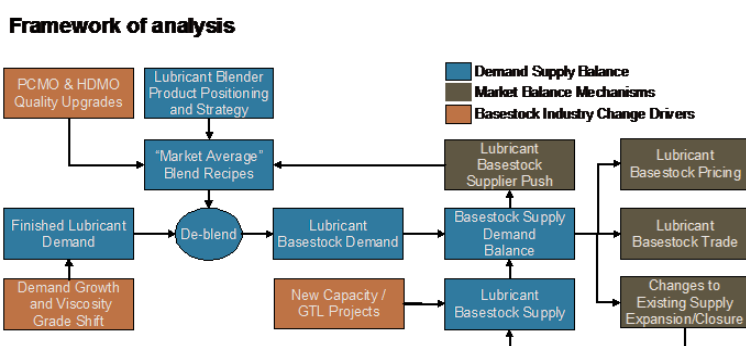 Framework of analysis
PCMO & HDMO
Quality Upgrades
Lubricant Blender
Product Positioning
and Strategy
Demand Supply Balance
Market Balance Mechanisms
Basestock Industry Change Drivers
“Market Average”
Blend Recipes
Lubricant
Basestock
Supplier Push
Lubricant
Basestock Pricing
Finished Lubricant
Demand
De-blend
Lubricant
Basestock Demand
Basestock Supply
Demand
Balance
Lubricant
Basestock Trade
Demand Growth
and Viscosity
Grade Shift
New Capacity /
GTL Projects
Lubricant
Basestock Supply
Changes to
Existing Supply
Expansion/Closure